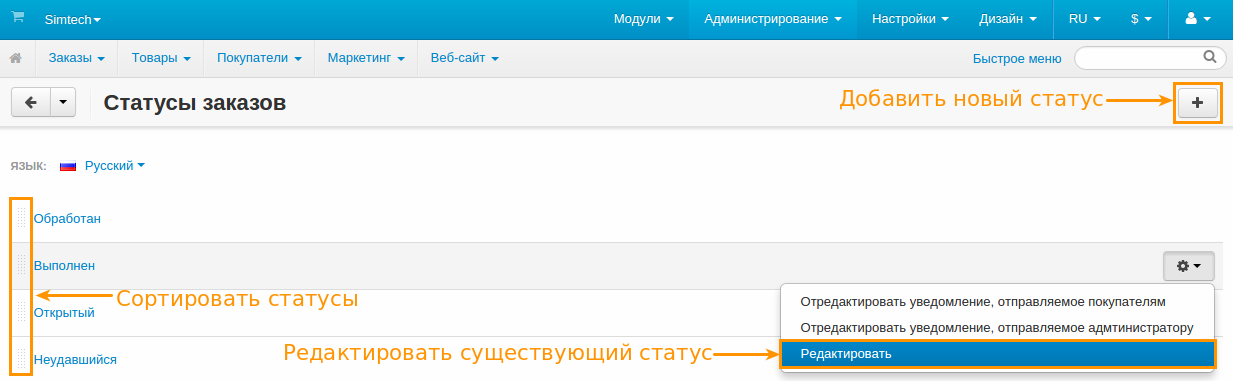 Simtech Модули Администрирование Настройки Дизайн RU $
Заказы Товары Покупатели Маркетинг Веб-сайт Быстрое меню
Статусы заказов Добавить новый статус
ЯЗЫК: Русский
Обработан
Выполнен
Сортировать статусы
Отредактировать уведомление, отправляемое покупателям
Открытый
Отредактировать уведомление, отправляемое адмтинистратору
Редактировать существующий статус Редактировать
Неудавшийся